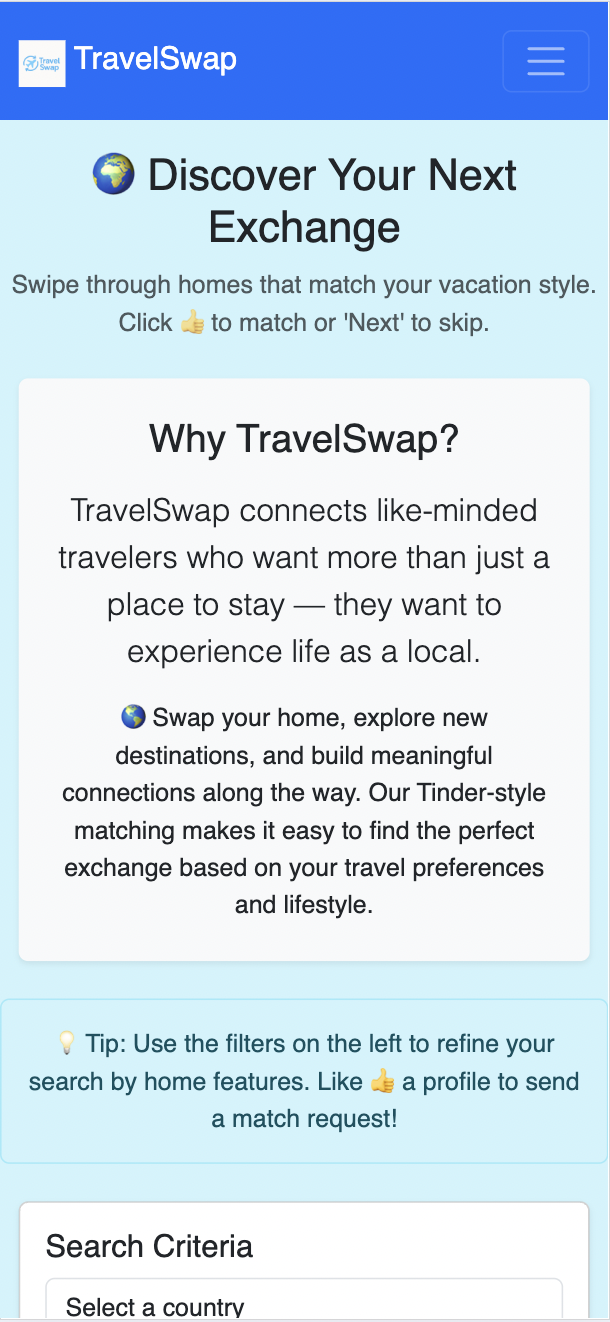 Travel
Swap
TravelSwap
🌍 Discover Your Next
Exchange
Swipe through homes that match your vacation style.
Click 👍 to match or 'Next' to skip.
Why TravelSwap?
TravelSwap connects like-minded
travelers who want more than just a
place to stay — they want to
experience life as a local.
🌎 Swap your home, explore new
destinations, and build meaningful
connections along the way. Our Tinder-style
matching makes it easy to find the perfect
exchange based on your travel preferences
and lifestyle.
💡 Tip: Use the filters on the left to refine your
search by home features. Like 👍 a profile to send
a match request!
Search Criteria
Select a country